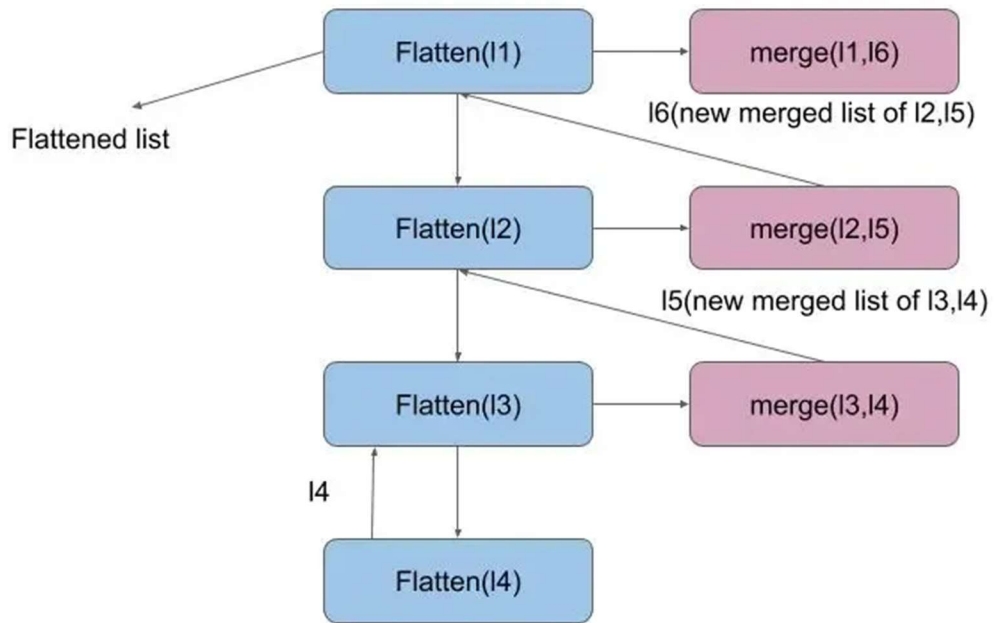 Flatten(l1)
merge(l1,l6)
l6(new merged list of l2,l5)
Flattened list
Flatten(l2)
merge(l2,l5)
l5(new merged list of l3,l4)
Flatten(l3)
merge(l3,l4)
l4
Flatten(l4)